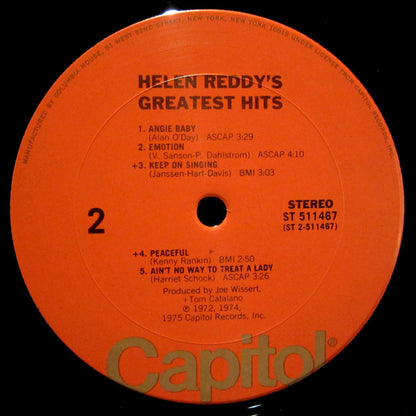 MANUFACTURED BY COLUMBIA HOUSE, 51 WEST 52ND STREET, NEW YORK, NEW YORK 10019 UNDER LICENSE FROM CAPITOL RECORDS, INC.
HELEN REDDY'S
GREATEST HITS
1. ANGIE BABY
(Alan O'Day) ASCAP 3:29
2. EMOTION
(V. Sanson-P. Dahlstrom) ASCAP 4:10
+3. KEEP ON SINGING
(Janssen-Hart-Davis) BMI 3:03
2
STEREO
ST 511467
(ST 2-511467)
+4. PEACEFUL
(Kenny Rankin) BMI 2:50
5. AIN'T NO WAY TO TREAT A LADY
(Harriet Schock) ASCAP 3:26
Produced by Joe Wissert,
+Tom Catalano
℗ 1972, 1974,
1975 Capitol Records, Inc.
Capitol®